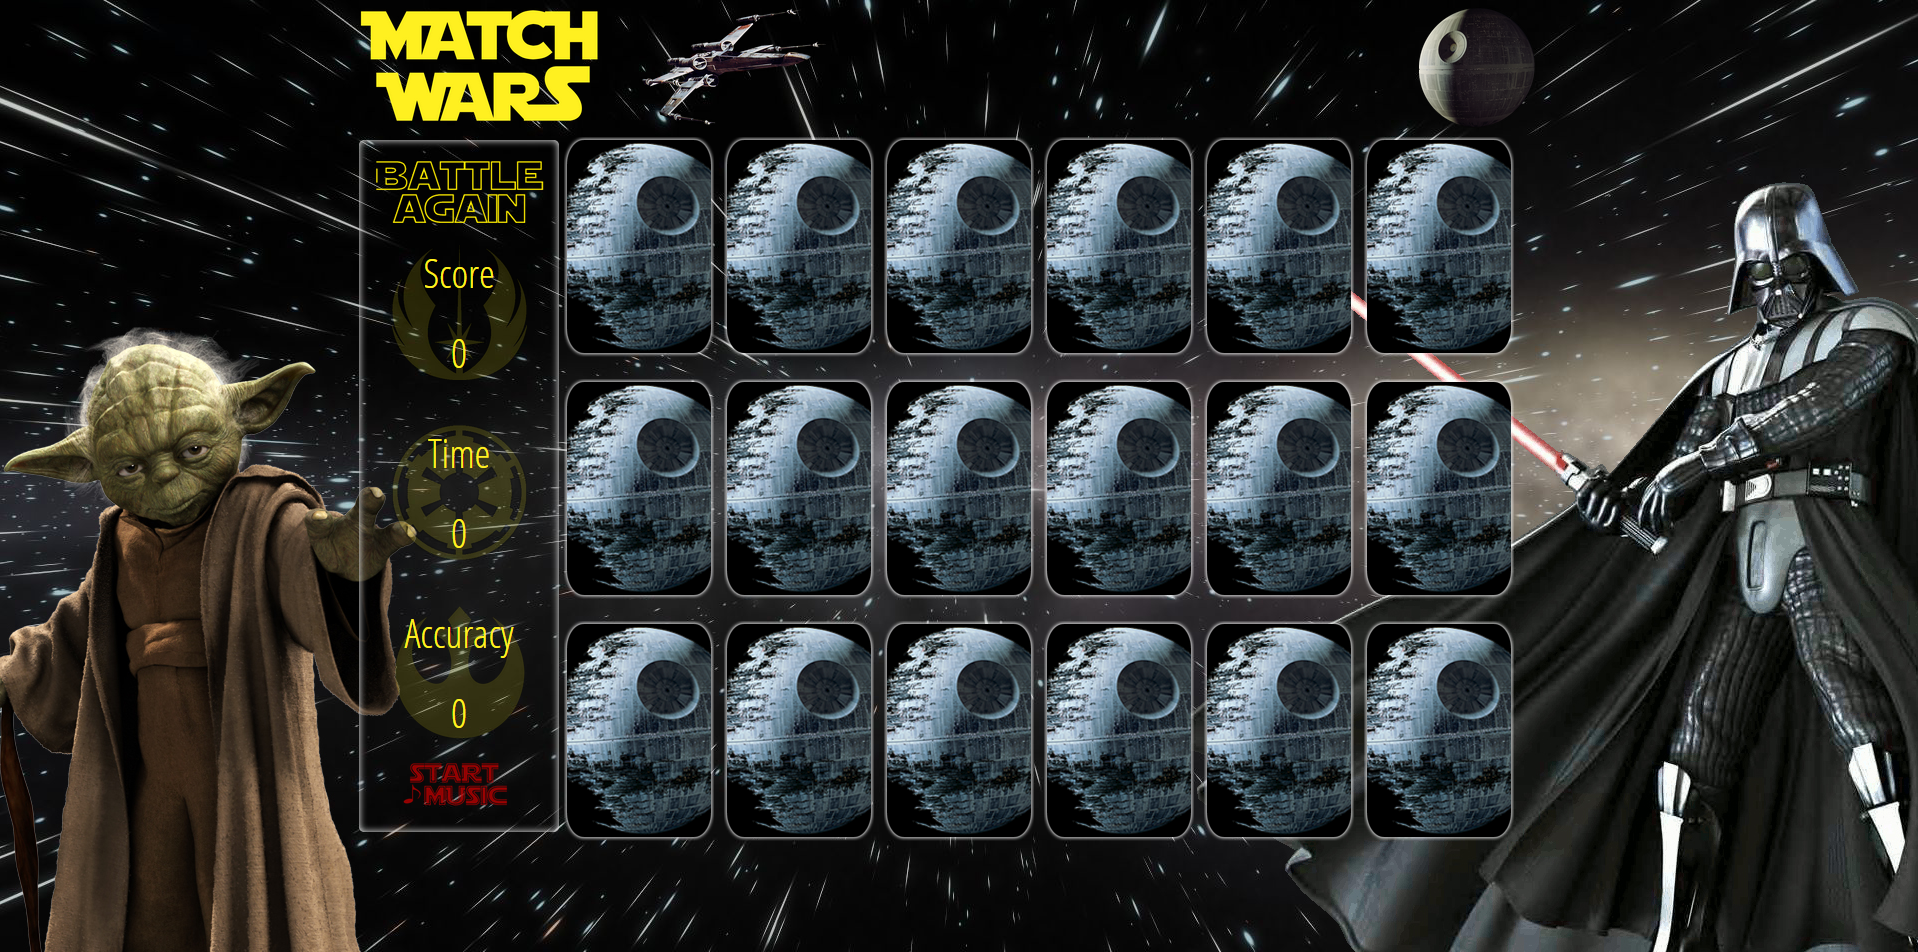 MATCH
WARS
BATTLE
AGAIN
Score
0
Time
0
Accuracy
0
START
MUSIC